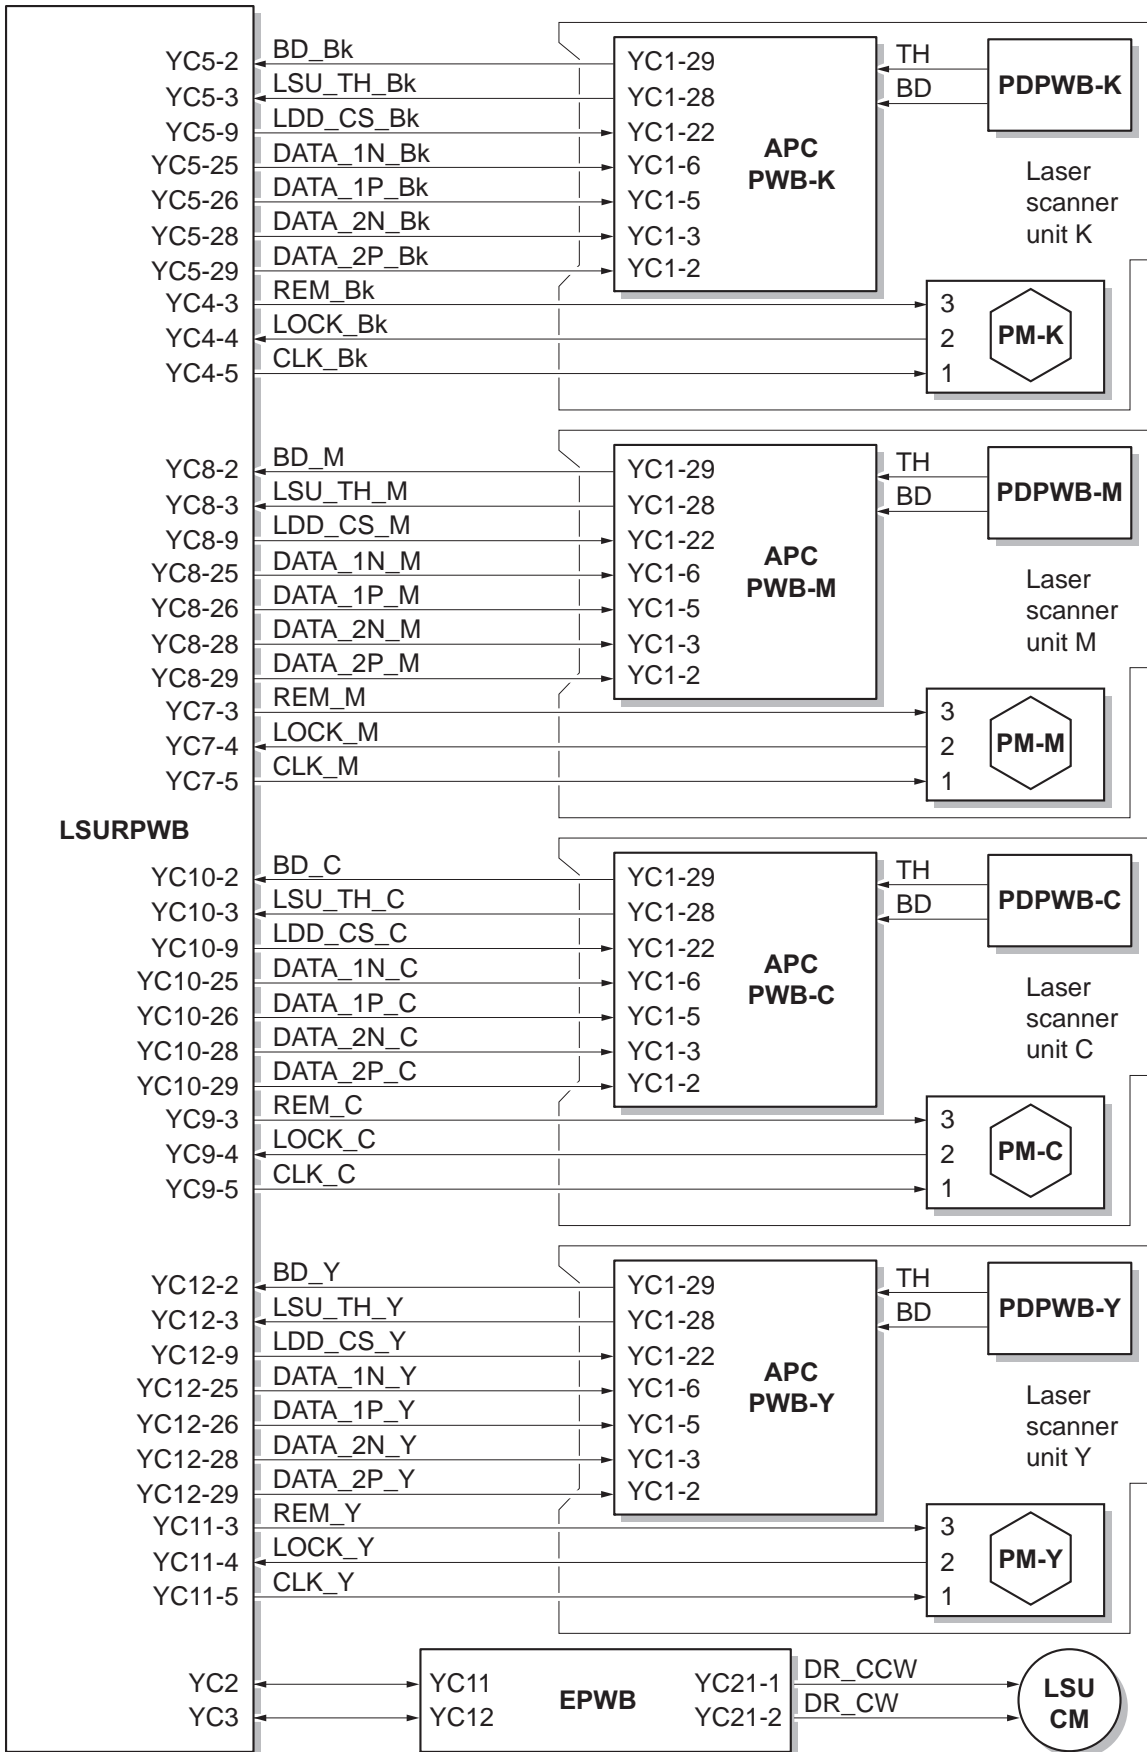 YC5-2 BD_Bk YC1-29 TH PDPWB-K
YC5-3 LSU_TH_Bk YC1-28 BD
YC5-9 LDD_CS_Bk YC1-22
YC5-25 DATA_1N_Bk YC1-6
YC5-26 DATA_1P_Bk YC1-5
YC5-28 DATA_2N_Bk YC1-3
YC5-29 DATA_2P_Bk YC1-2
APC
PWB-K
Laser
scanner
unit K
YC4-3 REM_Bk 3
YC4-4 LOCK_Bk 2 PM-K
YC4-5 CLK_Bk 1
YC8-2 BD_M YC1-29 TH PDPWB-M
YC8-3 LSU_TH_M YC1-28 BD
YC8-9 LDD_CS_M YC1-22
YC8-25 DATA_1N_M YC1-6
YC8-26 DATA_1P_M YC1-5
YC8-28 DATA_2N_M YC1-3
YC8-29 DATA_2P_M YC1-2
APC
PWB-M
Laser
scanner
unit M
YC7-3 REM_M 3
YC7-4 LOCK_M 2 PM-M
YC7-5 CLK_M 1
LSURPWB
YC10-2 BD_C YC1-29 TH PDPWB-C
YC10-3 LSU_TH_C YC1-28 BD
YC10-9 LDD_CS_C YC1-22
YC10-25 DATA_1N_C YC1-6
YC10-26 DATA_1P_C YC1-5
YC10-28 DATA_2N_C YC1-3
YC10-29 DATA_2P_C YC1-2
APC
PWB-C
Laser
scanner
unit C
YC9-3 REM_C 3
YC9-4 LOCK_C 2 PM-C
YC9-5 CLK_C 1
YC12-2 BD_Y YC1-29 TH PDPWB-Y
YC12-3 LSU_TH_Y YC1-28 BD
YC12-9 LDD_CS_Y YC1-22
YC12-25 DATA_1N_Y YC1-6
YC12-26 DATA_1P_Y YC1-5
YC12-28 DATA_2N_Y YC1-3
YC12-29 DATA_2P_Y YC1-2
APC
PWB-Y
Laser
scanner
unit Y
YC11-3 REM_Y 3
YC11-4 LOCK_Y 2 PM-Y
YC11-5 CLK_Y 1
YC2 YC11 YC21-1 DR_CCW
YC3 YC12 YC21-2 DR_CW
EPWB
LSU
CM